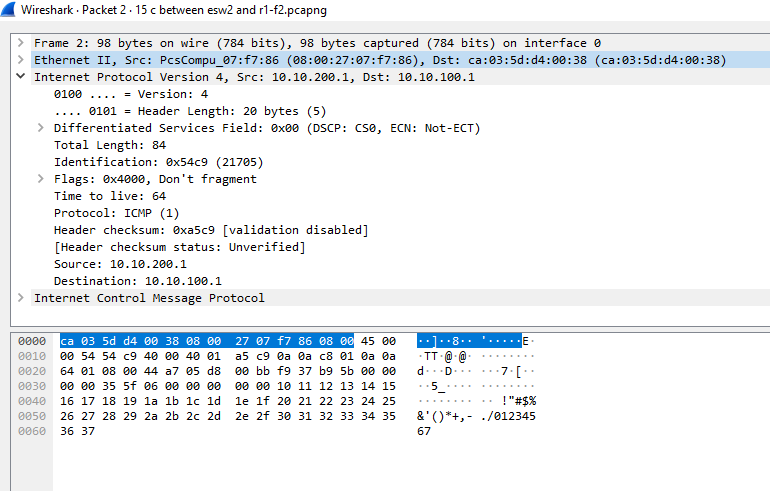 Wireshark · Packet 2 · 15 c between esw2 and r1-f2.pcapng
Frame 2: 98 bytes on wire (784 bits), 98 bytes captured (784 bits) on interface 0
Ethernet II, Src: PcsCompu_07:f7:86 (08:00:27:07:f7:86), Dst: ca:03:5d:d4:00:38 (ca:03:5d:d4:00:38)
Internet Protocol Version 4, Src: 10.10.200.1, Dst: 10.10.100.1
0100 .... = Version: 4
.... 0101 = Header Length: 20 bytes (5)
Differentiated Services Field: 0x00 (DSCP: CS0, ECN: Not-ECT)
Total Length: 84
Identification: 0x54c9 (21705)
Flags: 0x4000, Don't fragment
Time to live: 64
Protocol: ICMP (1)
Header checksum: 0xa5c9 [validation disabled]
[Header checksum status: Unverified]
Source: 10.10.200.1
Destination: 10.10.100.1
Internet Control Message Protocol
0000 ca 03 5d d4 00 38 08 00 27 07 f7 86 08 00 45 00 ··]··8·· '·····E·
0010 00 54 54 c9 40 00 40 01 a5 c9 0a 0a c8 01 0a 0a ·TT·@·@· ········
0020 64 01 08 00 44 a7 05 d8 00 bb f9 37 b9 5b 00 00 d···D··· ···7·[··
0030 00 00 35 5f 06 00 00 00 00 00 10 11 12 13 14 15 ··5_···· ········
0040 16 17 18 19 1a 1b 1c 1d 1e 1f 20 21 22 23 24 25 ········ ·· !"#$%
0050 26 27 28 29 2a 2b 2c 2d 2e 2f 30 31 32 33 34 35 &'()*+,- ./012345
0060 36 37 67